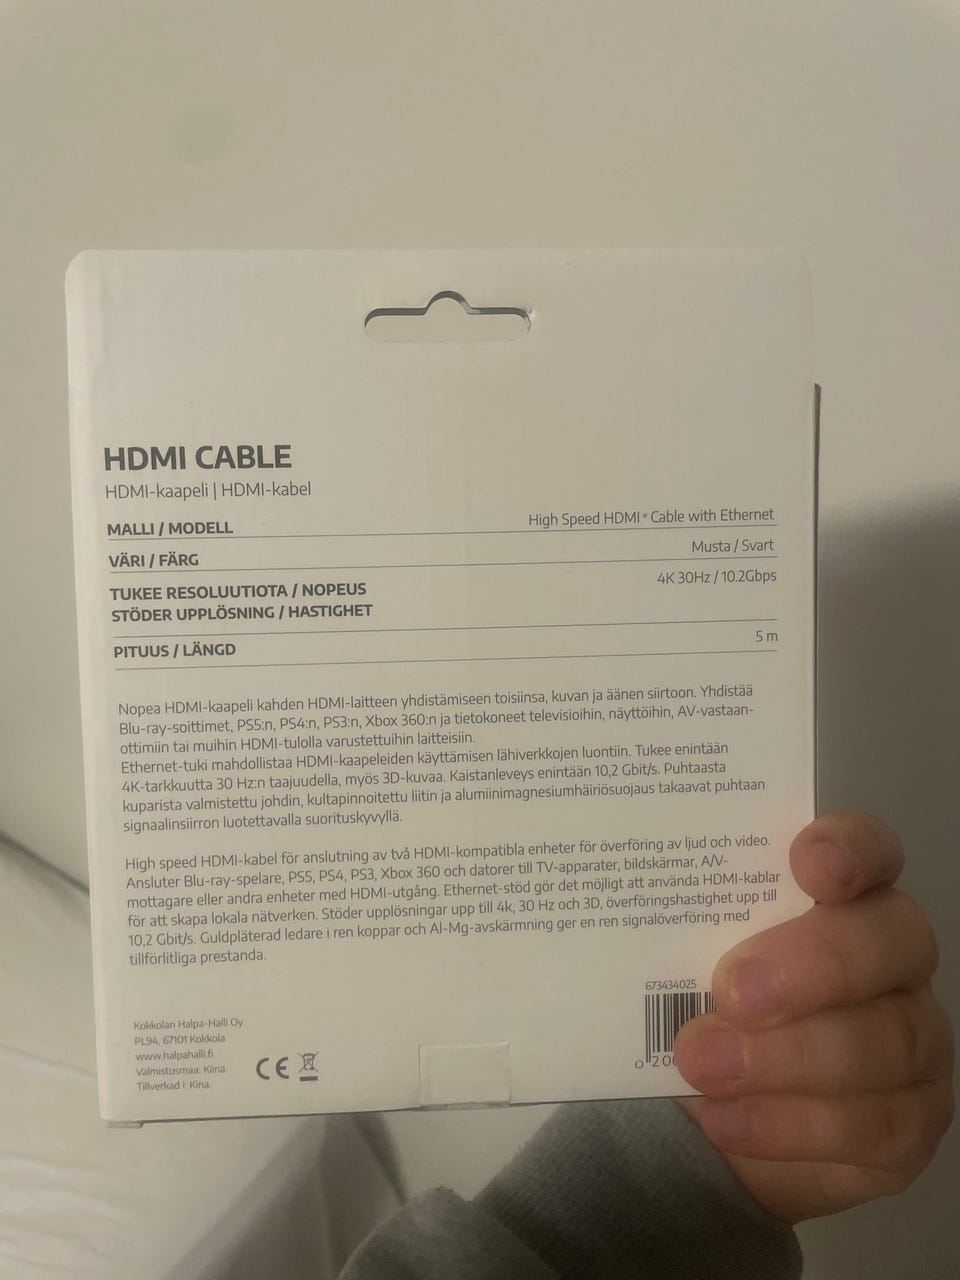 HDMI CABLE
HDMI-kaapeli | HDMI-kabel
MALLI / MODELL High Speed HDMI® Cable with Ethernet
VÄRI / FÄRG Musta / Svart
TUKEE RESOLUUTIOTA / NOPEUS 4K 30Hz / 10.2Gbps
STÖDER UPPLÖSNING / HASTIGHET
PITUUS / LÄNGD 5 m
Nopea HDMI-kaapeli kahden HDMI-laitteen yhdistämiseen toisiinsa, kuvan ja äänen siirtoon. Yhdistää
Blu-ray-soittimet, PS5:n, PS4:n, PS3:n, Xbox 360:n ja tietokoneet televisioihin, näyttöihin, AV-vastaan-
ottimiin tai muihin HDMI-tulolla varustettuihin laitteisiin.
Ethernet-tuki mahdollistaa HDMI-kaapeleiden käyttämisen lähiverkkojen luontiin. Tukee enintään
4K-tarkkuutta 30 Hz:n taajuudella, myös 3D-kuvaa. Kaistanleveys enintään 10,2 Gbit/s. Puhtaasta
kuparista valmistettu johdin, kultapinnoitettu liitin ja alumiinimagnesiumhäiriösuojaus takaavat puhtaan
signaalinsiirron luotettavalla suorituskyvyllä.
High speed HDMI-kabel för anslutning av två HDMI-kompatibla enheter för överföring av ljud och video.
Ansluter Blu-ray-spelare, PS5, PS4, PS3, Xbox 360 och datorer till TV-apparater, bildskärmar, A/V-
mottagare eller andra enheter med HDMI-utgång. Ethernet-stöd gör det möjligt att använda HDMI-kablar
för att skapa lokala nätverken. Stöder upplösningar upp till 4k, 30 Hz och 3D, överföringshastighet upp till
10,2 Gbit/s. Guldpläterad ledare i ren koppar och Al-Mg-avskärmning ger en ren signalöverföring med
tillförlitliga prestanda.
673434025
Kokkolan Halpa-Halli Oy
PL94, 67101 Kokkola
www.halpahalli.fi
Valmistusmaa: Kiina.
Tillverkad i: Kina.
CE
0 20